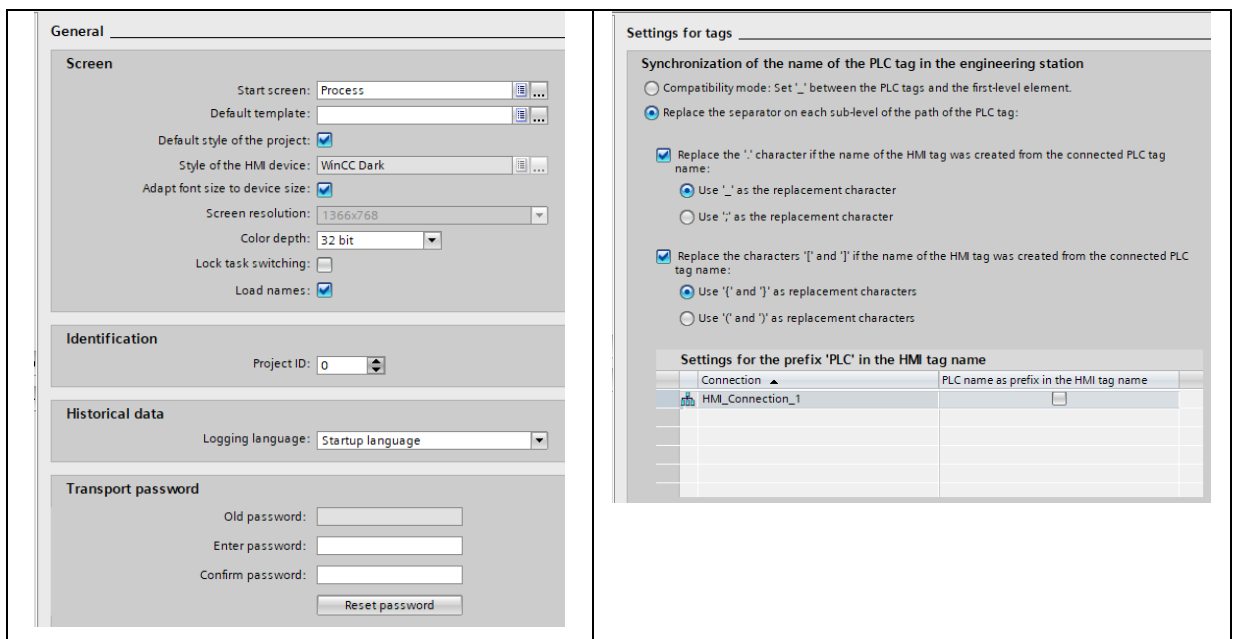 General
Screen
Start screen: Process ...
Default template: ...
Default style of the project:
Style of the HMI device: WinCC Dark ...
Adapt font size to device size:
Screen resolution: 1366x768
Color depth: 32 bit
Lock task switching:
Load names:
Identification
Project ID: 0
Historical data
Logging language: Startup language
Transport password
Old password:
Enter password:
Confirm password:
Reset password
Settings for tags
Synchronization of the name of the PLC tag in the engineering station
Compatibility mode: Set '_' between the PLC tags and the first-level element.
Replace the separator on each sub-level of the path of the PLC tag:
Replace the '.' character if the name of the HMI tag was created from the connected PLC tag
name:
Use '_' as the replacement character
Use ';' as the replacement character
Replace the characters '[' and ']' if the name of the HMI tag was created from the connected PLC
tag name:
Use '{' and '}' as replacement characters
Use '(' and ')' as replacement characters
Settings for the prefix 'PLC' in the HMI tag name
Connection PLC name as prefix in the HMI tag name
HMI_Connection_1